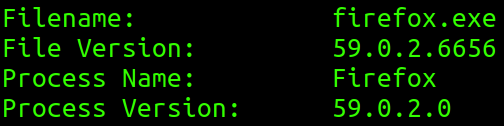 Filename: firefox.exe
File Version: 59.0.2.6656
Process Name: Firefox
Process Version: 59.0.2.0